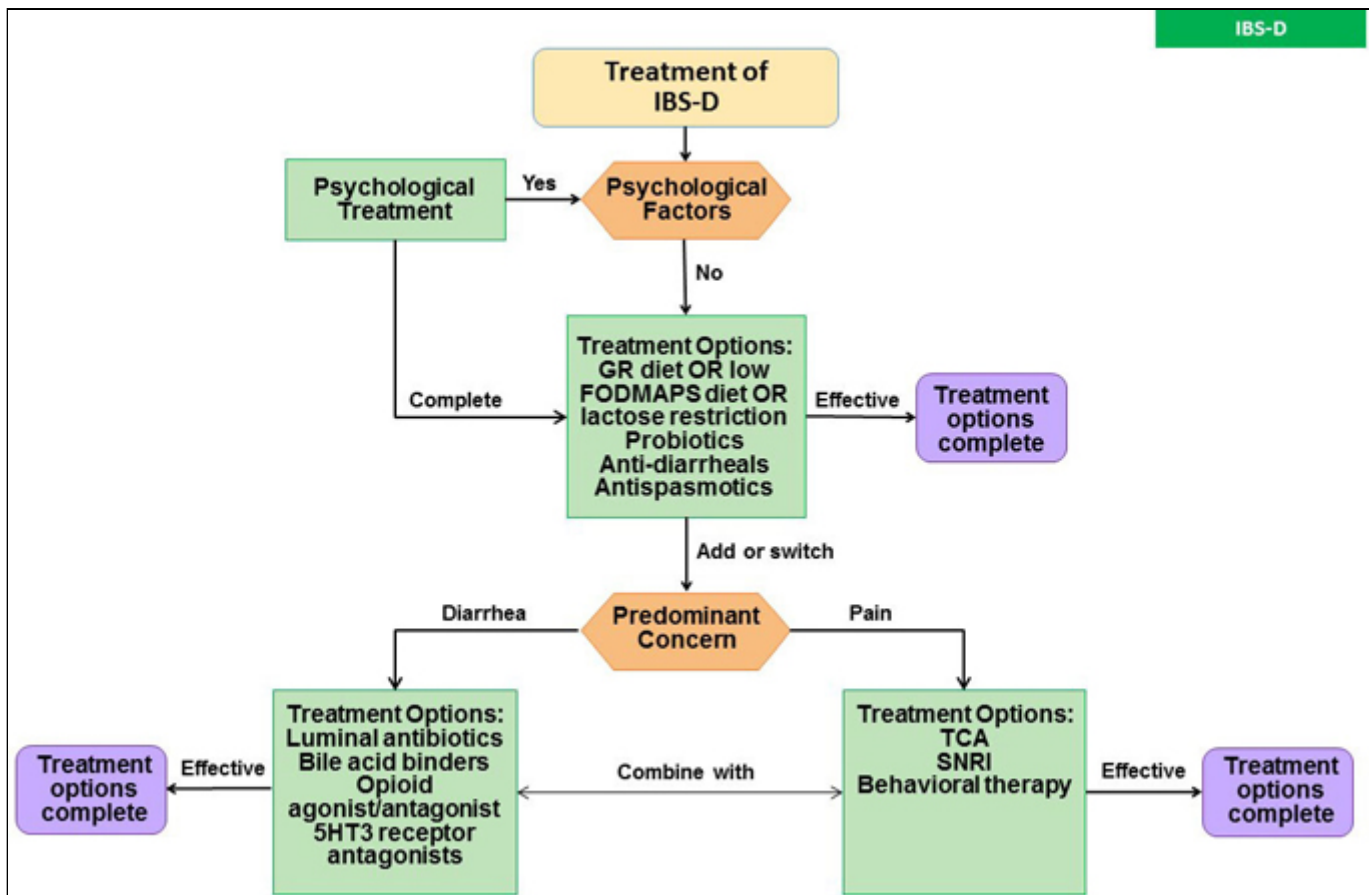 IBS-D
Treatment of
IBS-D
Psychological
Treatment
Yes
Psychological
Factors
No
Complete
Treatment Options:
GR diet OR low
FODMAPS diet OR
lactose restriction
Probiotics
Anti-diarrheals
Antispasmotics
Effective
Treatment
options
complete
Add or switch
Diarrhea
Predominant
Concern
Pain
Treatment
options
complete
Effective
Treatment Options:
Luminal antibiotics
Bile acid binders
Opioid
agonist/antagonist
5HT3 receptor
antagonists
Combine with
Treatment Options:
TCA
SNRI
Behavioral therapy
Effective
Treatment
options
complete